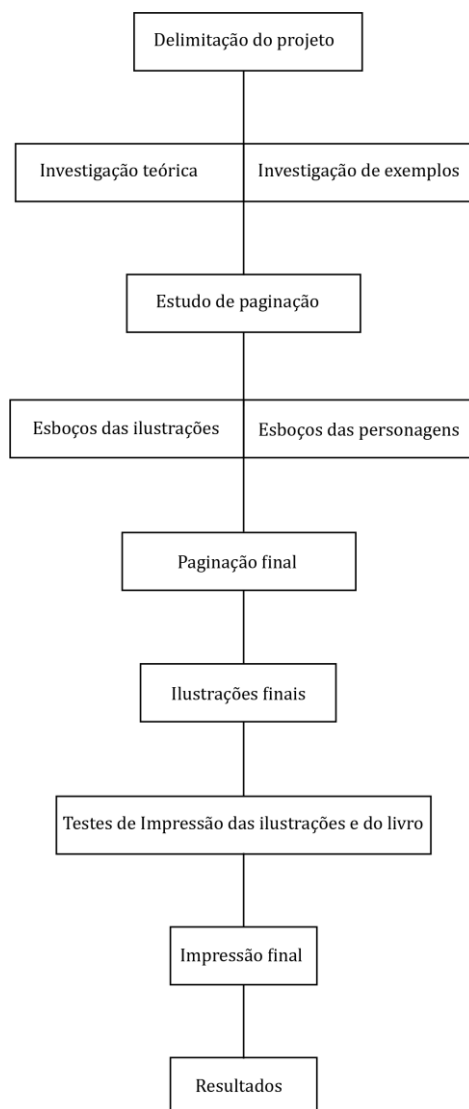 Delimitação do projeto
Investigação teórica
Investigação de exemplos
Estudo de paginação
Esboços das ilustrações
Esboços das personagens
Paginação final
Ilustrações finais
Testes de Impressão das ilustrações e do livro
Impressão final
Resultados